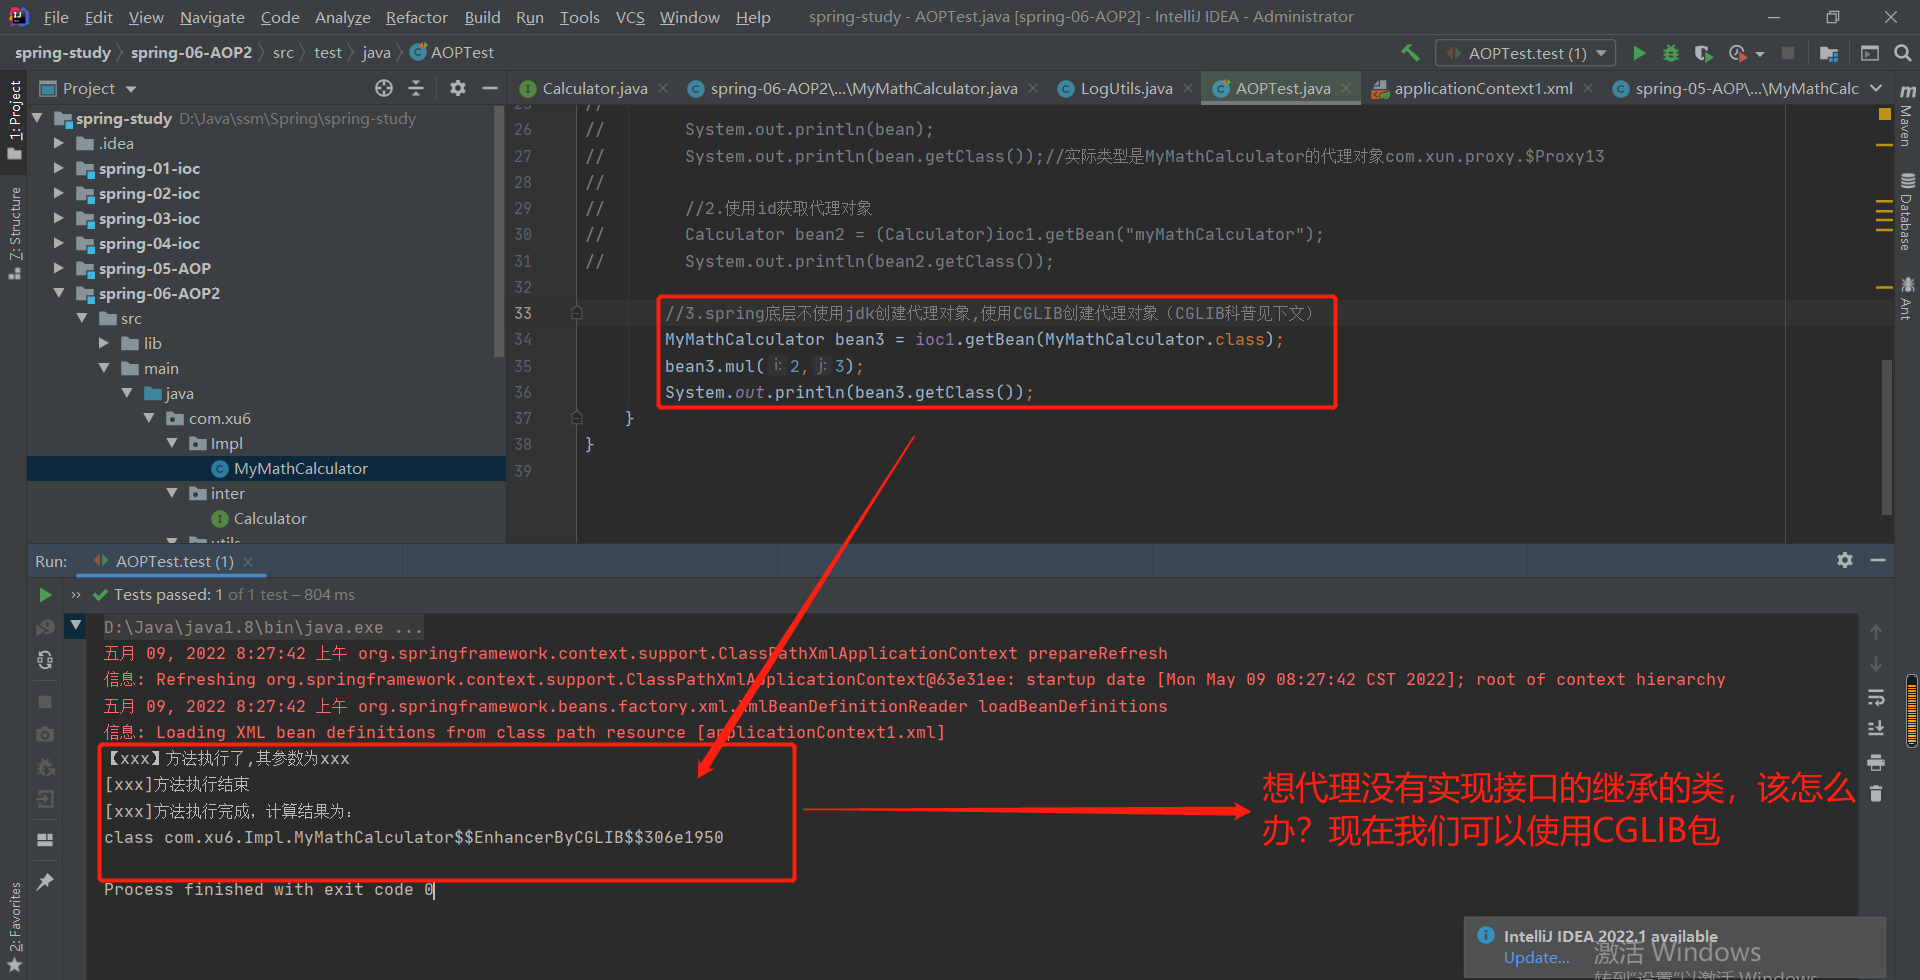 File Edit View Navigate Code Analyze Refactor Build Run Tools VCS Window Help spring-study - AOPTest.java [spring-06-AOP2] - IntelliJ IDEA - Administrator
spring-study spring-06-AOP2 src test java AOPTest
AOPTest.test (1)
Project
Calculator.java
spring-06-AOP2\...\MyMathCalculator.java
LogUtils.java
AOPTest.java
applicationContext1.xml
spring-05-AOP\...\MyMathCalc
1: Project
7: Structure
2: Favorites
Maven
Database
Ant
spring-study D:\Java\ssm\Spring\spring-study
.idea
spring-01-ioc
spring-02-ioc
spring-03-ioc
spring-04-ioc
spring-05-AOP
spring-06-AOP2
src
lib
main
java
com.xu6
Impl
MyMathCalculator
inter
Calculator
utils
25 //
26 // System.out.println(bean);
27 // System.out.println(bean.getClass());//实际类型是MyMathCalculator的代理对象com.xun.proxy.$Proxy13
28 //
29 // //2.使用id获取代理对象
30 // Calculator bean2 = (Calculator)ioc1.getBean("myMathCalculator");
31 // System.out.println(bean2.getClass());
32
33 //3.spring底层不使用jdk创建代理对象,使用CGLIB创建代理对象（CGLIB科普见下文）
34 MyMathCalculator bean3 = ioc1.getBean(MyMathCalculator.class);
35 bean3.mul( i: 2, j: 3);
36 System.out.println(bean3.getClass());
37 }
38 }
39
Run: AOPTest.test (1)
Tests passed: 1 of 1 test – 804 ms
D:\Java\java1.8\bin\java.exe ...
五月 09, 2022 8:27:42 上午 org.springframework.context.support.ClassPathXmlApplicationContext prepareRefresh
信息: Refreshing org.springframework.context.support.ClassPathXmlApplicationContext@63e31ee: startup date [Mon May 09 08:27:42 CST 2022]; root of context hierarchy
五月 09, 2022 8:27:42 上午 org.springframework.beans.factory.xml.XmlBeanDefinitionReader loadBeanDefinitions
信息: Loading XML bean definitions from class path resource [applicationContext1.xml]
【xxx】方法执行了,其参数为xxx
[xxx]方法执行结束
[xxx]方法执行完成，计算结果为：
class com.xu6.Impl.MyMathCalculator$$EnhancerByCGLIB$$306e1950
Process finished with exit code 0
想代理没有实现接口的继承的类，该怎么
办？现在我们可以使用CGLIB包
IntelliJ IDEA 2022.1 available
Update...
激活 Windows
转到"设置"以激活 Windows